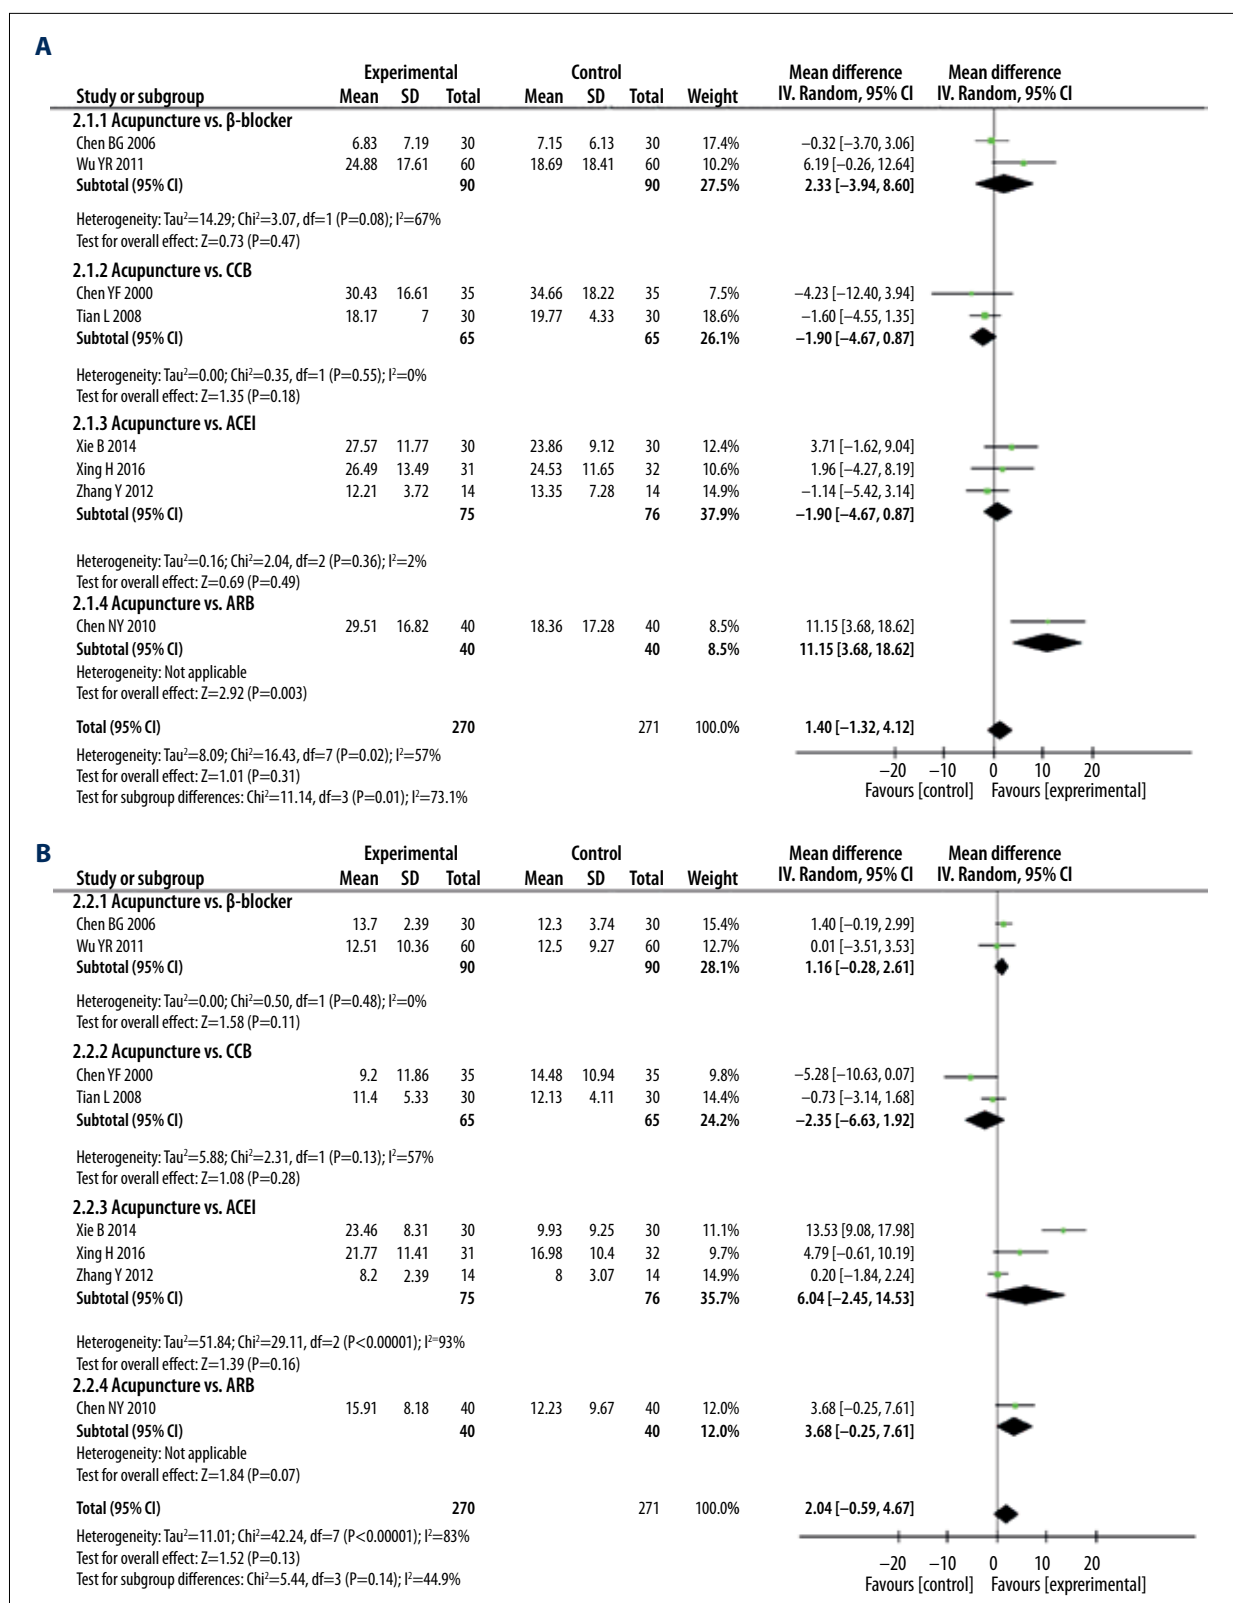 A
Experimental Control Mean difference Mean difference
Study or subgroup Mean SD Total Mean SD Total Weight IV. Random, 95% CI IV. Random, 95% CI
2.1.1 Acupuncture vs. β-blocker
Chen BG 2006 6.83 7.19 30 7.15 6.13 30 17.4% −0.32 [−3.70, 3.06]
Wu YR 2011 24.88 17.61 60 18.69 18.41 60 10.2% 6.19 [−0.26, 12.64]
Subtotal (95% CI) 90 90 27.5% 2.33 [−3.94, 8.60]
Heterogeneity: Tau²=14.29; Chi²=3.07, df=1 (P=0.08); I²=67%
Test for overall effect: Z=0.73 (P=0.47)
2.1.2 Acupuncture vs. CCB
Chen YF 2000 30.43 16.61 35 34.66 18.22 35 7.5% −4.23 [−12.40, 3.94]
Tian L 2008 18.17 7 30 19.77 4.33 30 18.6% −1.60 [−4.55, 1.35]
Subtotal (95% CI) 65 65 26.1% −1.90 [−4.67, 0.87]
Heterogeneity: Tau²=0.00; Chi²=0.35, df=1 (P=0.55); I²=0%
Test for overall effect: Z=1.35 (P=0.18)
2.1.3 Acupuncture vs. ACEI
Xie B 2014 27.57 11.77 30 23.86 9.12 30 12.4% 3.71 [−1.62, 9.04]
Xing H 2016 26.49 13.49 31 24.53 11.65 32 10.6% 1.96 [−4.27, 8.19]
Zhang Y 2012 12.21 3.72 14 13.35 7.28 14 14.9% −1.14 [−5.42, 3.14]
Subtotal (95% CI) 75 76 37.9% −1.90 [−4.67, 0.87]
Heterogeneity: Tau²=0.16; Chi²=2.04, df=2 (P=0.36); I²=2%
Test for overall effect: Z=0.69 (P=0.49)
2.1.4 Acupuncture vs. ARB
Chen NY 2010 29.51 16.82 40 18.36 17.28 40 8.5% 11.15 [3.68, 18.62]
Subtotal (95% CI) 40 40 8.5% 11.15 [3.68, 18.62]
Heterogeneity: Not applicable
Test for overall effect: Z=2.92 (P=0.003)
Total (95% CI) 270 271 100.0% 1.40 [−1.32, 4.12]
Heterogeneity: Tau²=8.09; Chi²=16.43, df=7 (P=0.02); I²=57%
Test for overall effect: Z=1.01 (P=0.31)
Test for subgroup differences: Chi²=11.14, df=3 (P=0.01); I²=73.1%
−20 −10 0 10 20
Favours [control] Favours [exprerimental]
B
Experimental Control Mean difference Mean difference
Study or subgroup Mean SD Total Mean SD Total Weight IV. Random, 95% CI IV. Random, 95% CI
2.2.1 Acupuncture vs. β-blocker
Chen BG 2006 13.7 2.39 30 12.3 3.74 30 15.4% 1.40 [−0.19, 2.99]
Wu YR 2011 12.51 10.36 60 12.5 9.27 60 12.7% 0.01 [−3.51, 3.53]
Subtotal (95% CI) 90 90 28.1% 1.16 [−0.28, 2.61]
Heterogeneity: Tau²=0.00; Chi²=0.50, df=1 (P=0.48); I²=0%
Test for overall effect: Z=1.58 (P=0.11)
2.2.2 Acupuncture vs. CCB
Chen YF 2000 9.2 11.86 35 14.48 10.94 35 9.8% −5.28 [−10.63, 0.07]
Tian L 2008 11.4 5.33 30 12.13 4.11 30 14.4% −0.73 [−3.14, 1.68]
Subtotal (95% CI) 65 65 24.2% −2.35 [−6.63, 1.92]
Heterogeneity: Tau²=5.88; Chi²=2.31, df=1 (P=0.13); I²=57%
Test for overall effect: Z=1.08 (P=0.28)
2.2.3 Acupuncture vs. ACEI
Xie B 2014 23.46 8.31 30 9.93 9.25 30 11.1% 13.53 [9.08, 17.98]
Xing H 2016 21.77 11.41 31 16.98 10.4 32 9.7% 4.79 [−0.61, 10.19]
Zhang Y 2012 8.2 2.39 14 8 3.07 14 14.9% 0.20 [−1.84, 2.24]
Subtotal (95% CI) 75 76 35.7% 6.04 [−2.45, 14.53]
Heterogeneity: Tau²=51.84; Chi²=29.11, df=2 (P<0.00001); I²=93%
Test for overall effect: Z=1.39 (P=0.16)
2.2.4 Acupuncture vs. ARB
Chen NY 2010 15.91 8.18 40 12.23 9.67 40 12.0% 3.68 [−0.25, 7.61]
Subtotal (95% CI) 40 40 12.0% 3.68 [−0.25, 7.61]
Heterogeneity: Not applicable
Test for overall effect: Z=1.84 (P=0.07)
Total (95% CI) 270 271 100.0% 2.04 [−0.59, 4.67]
Heterogeneity: Tau²=11.01; Chi²=42.24, df=7 (P<0.00001); I²=83%
Test for overall effect: Z=1.52 (P=0.13)
Test for subgroup differences: Chi²=5.44, df=3 (P=0.14); I²=44.9%
−20 −10 0 10 20
Favours [control] Favours [exprerimental]